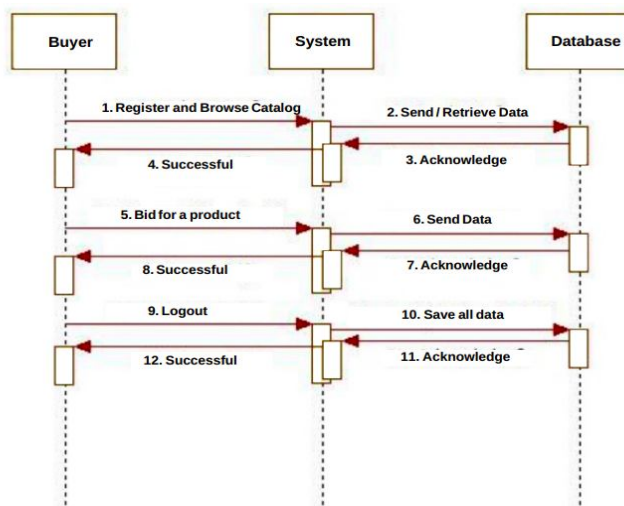 Buyer
System
Database
1. Register and Browse Catalog
2. Send / Retrieve Data
3. Acknowledge
4. Successful
5. Bid for a product
6. Send Data
7. Acknowledge
8. Successful
9. Logout
10. Save all data
11. Acknowledge
12. Successful